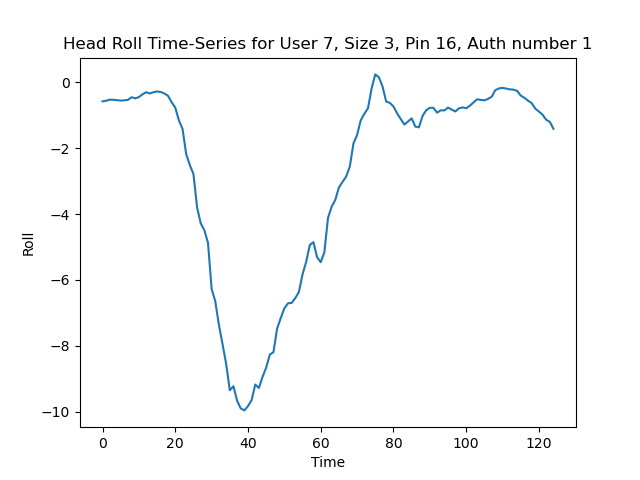 Head Roll Time-Series for User 7, Size 3, Pin 16, Auth number 1
0
−2
−4
−6
−8
−10
Roll
0 20 40 60 80 100 120
Time